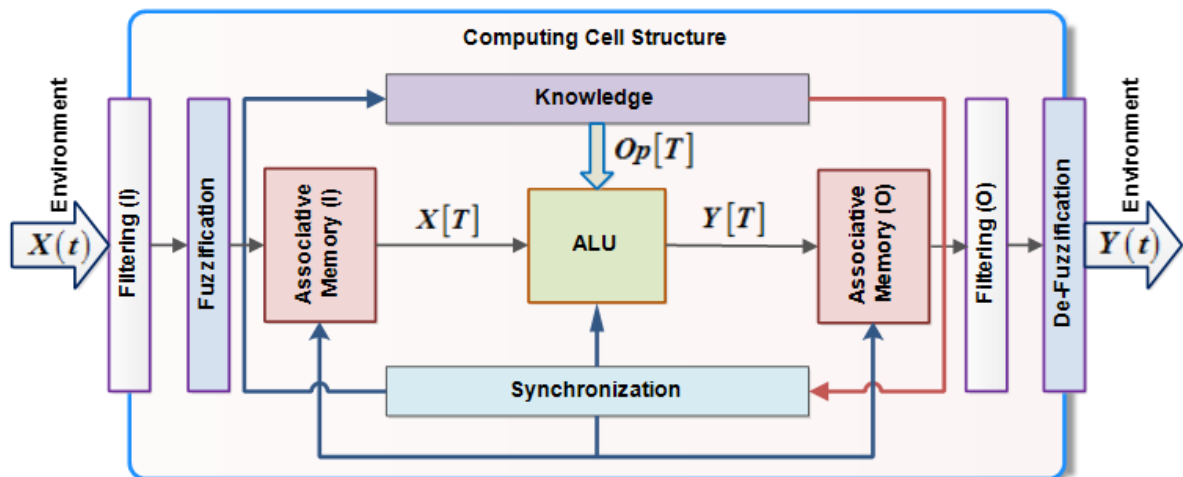 Computing Cell Structure
Knowledge
Op[T]
Environment
X(t)
Filtering (I)
Fuzzification
Associative
Memory (I)
X[T]
ALU
Y[T]
Associative
Memory (O)
Filtering (O)
De-Fuzzification
Environment
Y(t)
Synchronization